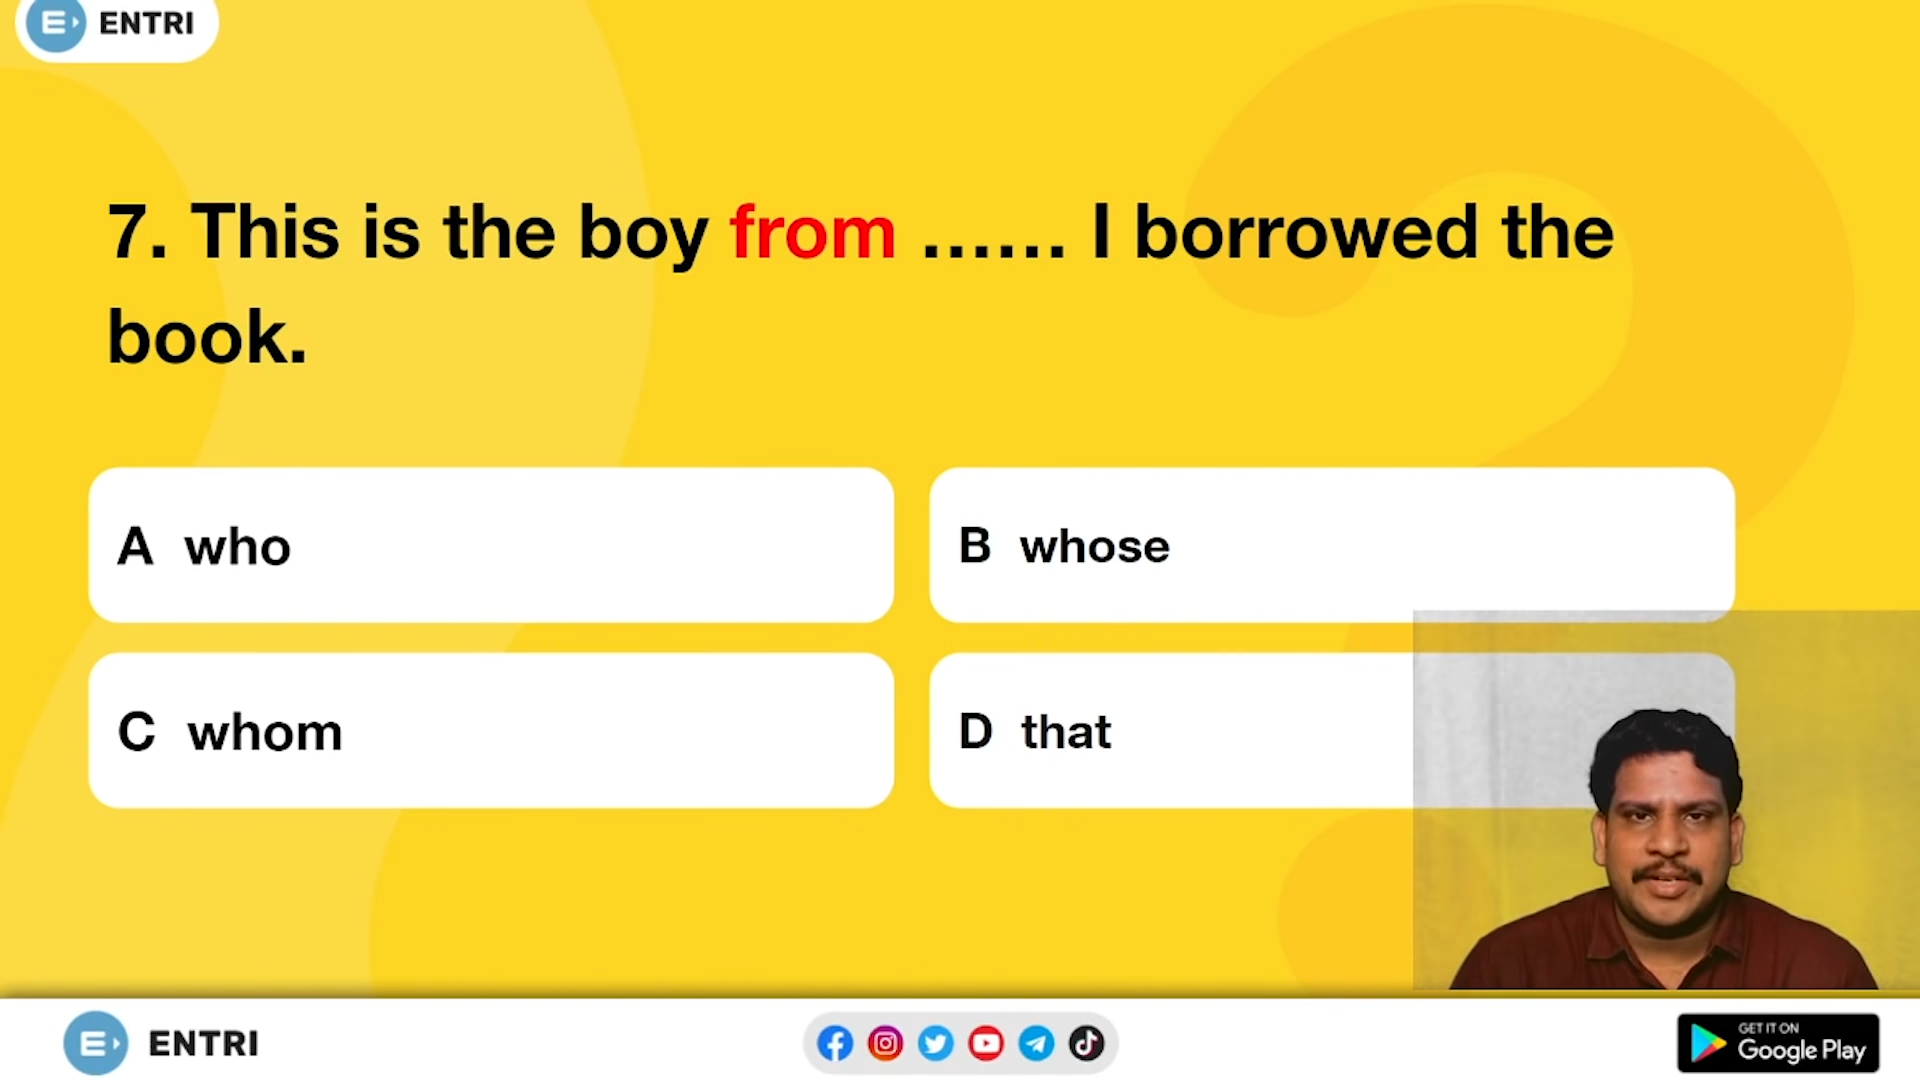 ENTRI
7. This is the boy from ...... I borrowed the
book.
A who
B whose
C whom
D that
ENTRI
GET IT ON
Google Play